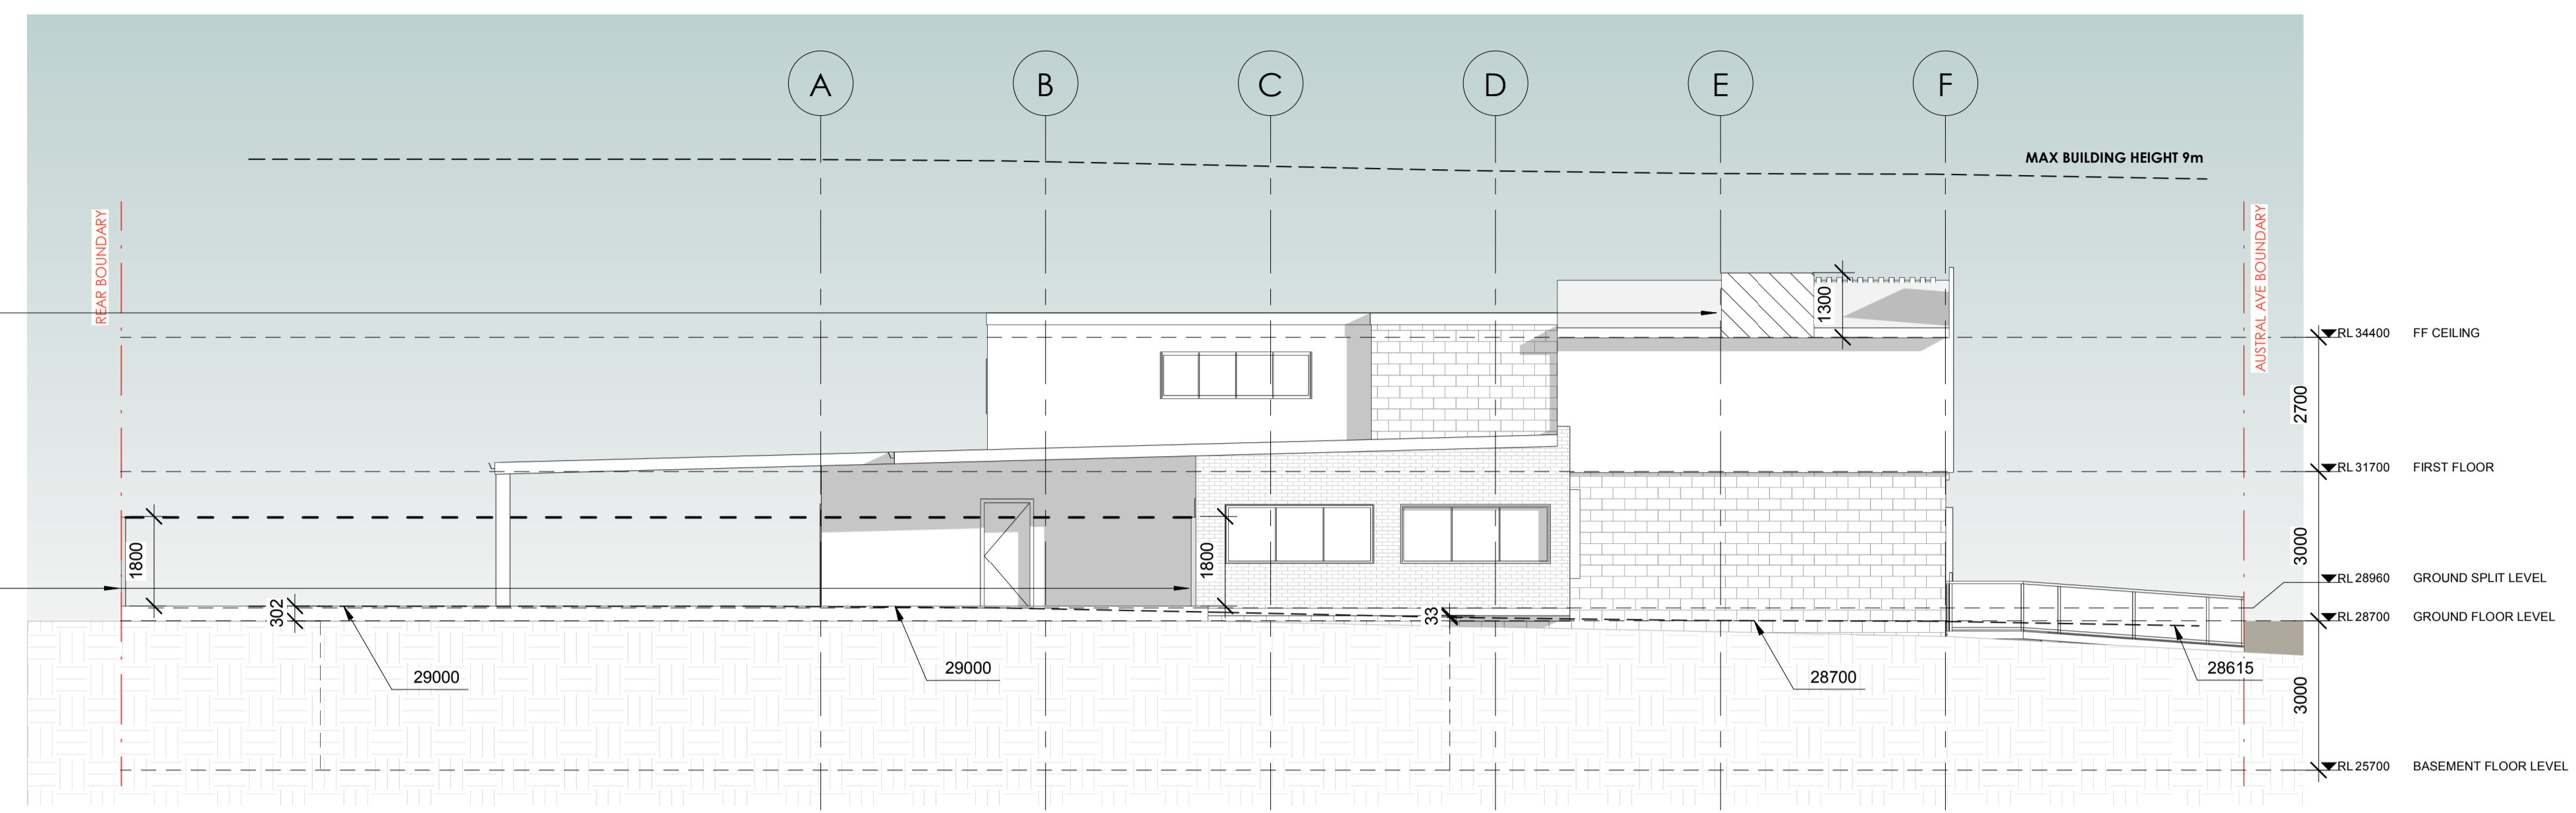 A
B
C
D
E
F
MAX BUILDING HEIGHT 9m
REAR BOUNDARY
AUSTRAL AVE BOUNDARY
1300
RL 34400 FF CEILING
2700
RL 31700 FIRST FLOOR
1800
1800
3000
RL 28960 GROUND SPLIT LEVEL
302
33
RL 28700 GROUND FLOOR LEVEL
29000
29000
28700
28615
3000
RL 25700 BASEMENT FLOOR LEVEL